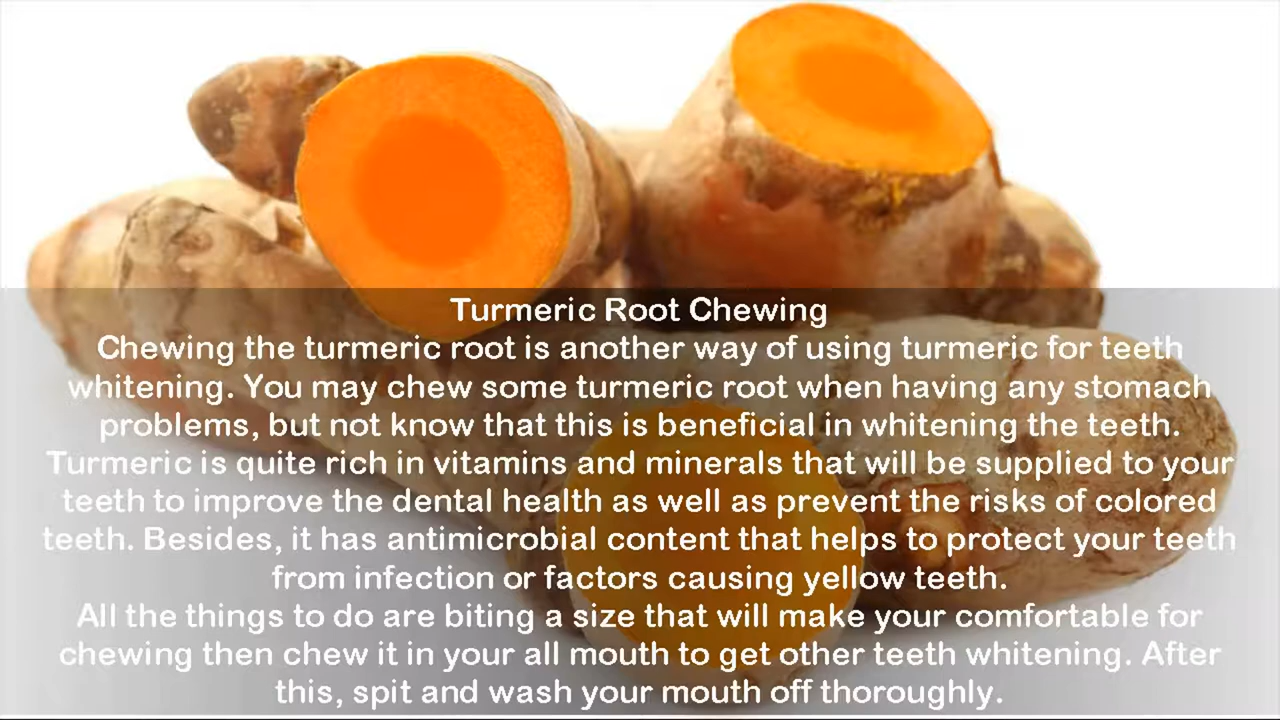 Turmeric Root Chewing
Chewing the turmeric root is another way of using turmeric for teeth
whitening. You may chew some turmeric root when having any stomach
problems, but not know that this is beneficial in whitening the teeth.
Turmeric is quite rich in vitamins and minerals that will be supplied to your
teeth to improve the dental health as well as prevent the risks of colored
teeth. Besides, it has antimicrobial content that helps to protect your teeth
from infection or factors causing yellow teeth.
All the things to do are biting a size that will make your comfortable for
chewing then chew it in your all mouth to get other teeth whitening. After
this, spit and wash your mouth off thoroughly.